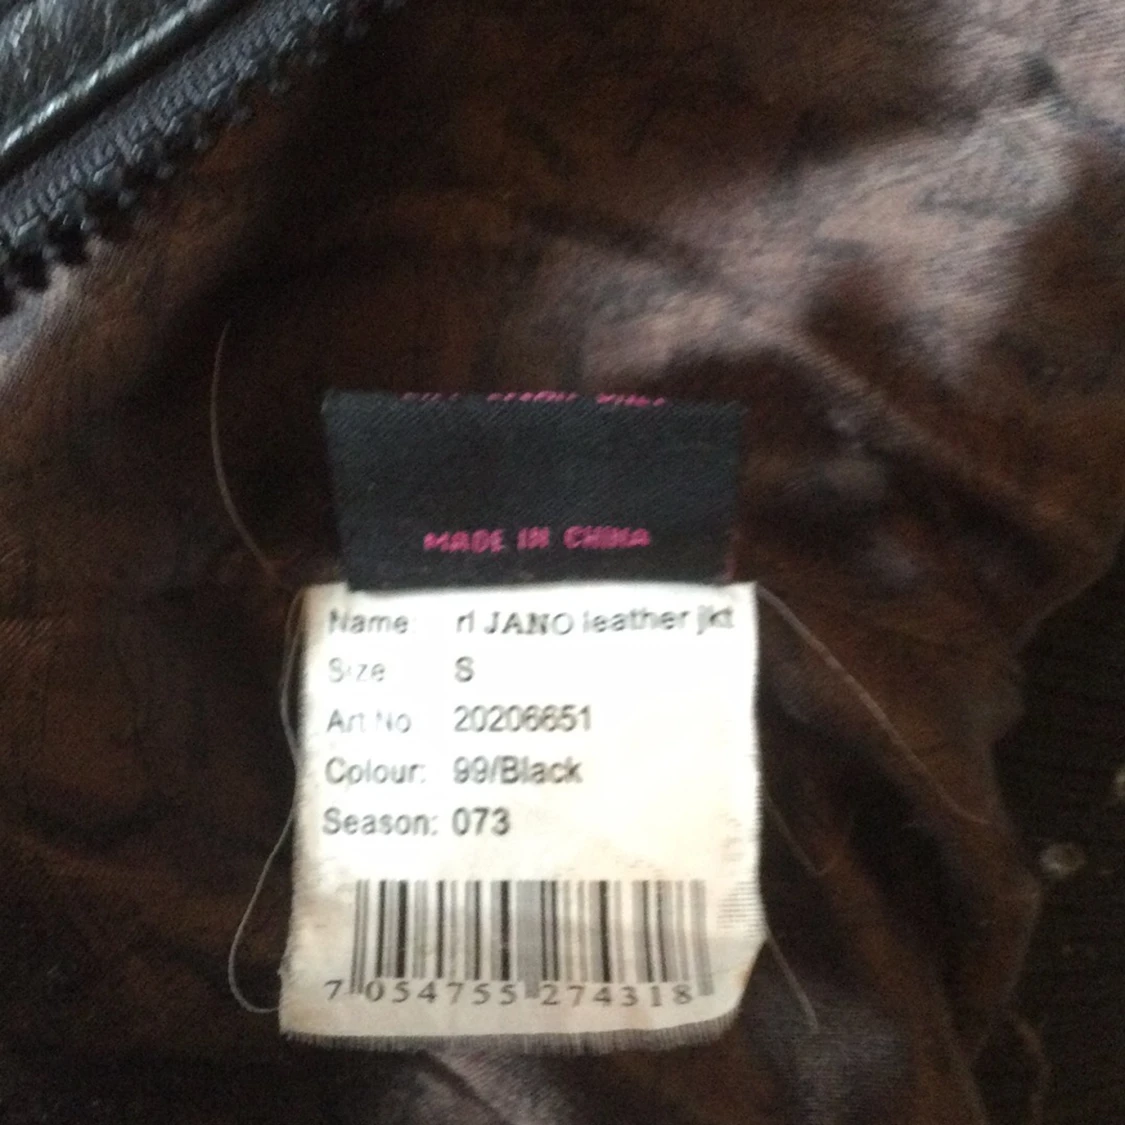 MADE IN CHINA
Name: rl JANO leather jkt
Size S
Art No 20206651
Colour: 99/Black
Season: 073
7 054755 274318